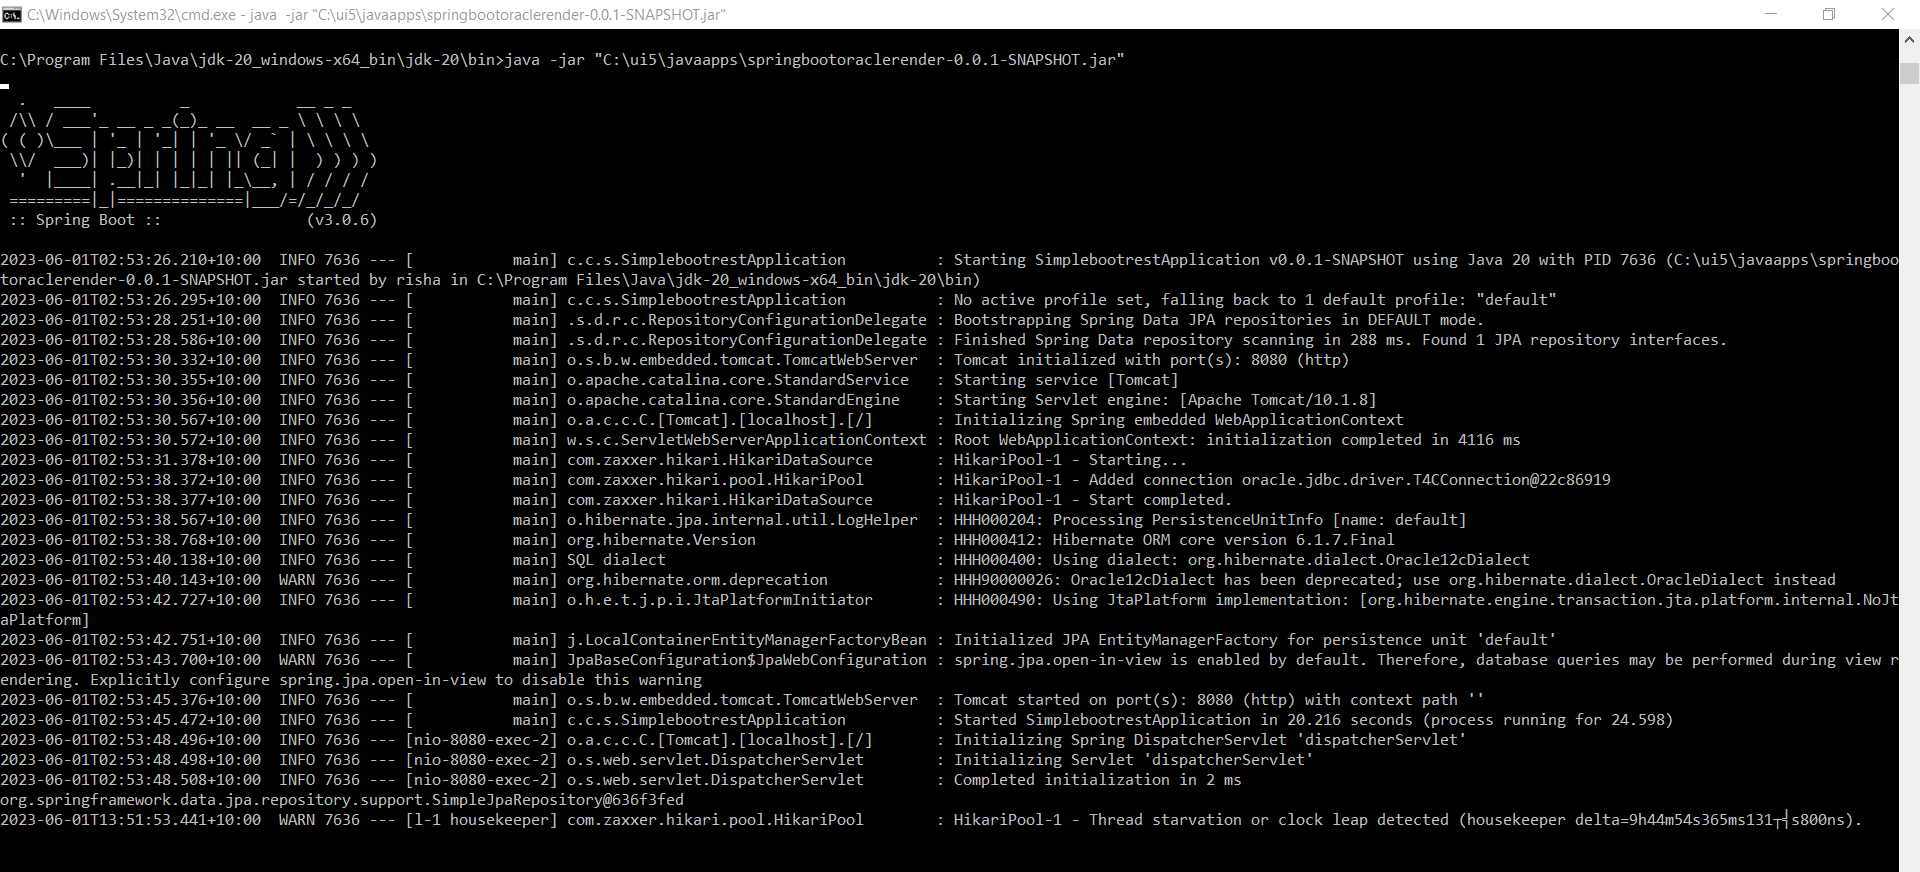 C:\Windows\System32\cmd.exe - java  -jar "C:\ui5\javaapps\springbootoraclerender-0.0.1-SNAPSHOT.jar"
C:\Program Files\Java\jdk-20_windows-x64_bin\jdk-20\bin>java -jar "C:\ui5\javaapps\springbootoraclerender-0.0.1-SNAPSHOT.jar"
  .   ____          _            __ _ _
 /\\ / ___'_ __ _ _(_)_ __  __ _ \ \ \ \
( ( )\___ | '_ | '_| | '_ \/ _` | \ \ \ \
 \\/  ___)| |_)| | | | | || (_| |  ) ) ) )
  '  |____| .__|_| |_|_| |_\__, | / / / /
 =========|_|==============|___/=/_/_/_/
 :: Spring Boot ::                (v3.0.6)
2023-06-01T02:53:26.210+10:00  INFO 7636 --- [           main] c.c.s.SimplebootrestApplication          : Starting SimplebootrestApplication v0.0.1-SNAPSHOT using Java 20 with PID 7636 (C:\ui5\javaapps\springboo
toraclerender-0.0.1-SNAPSHOT.jar started by risha in C:\Program Files\Java\jdk-20_windows-x64_bin\jdk-20\bin)
2023-06-01T02:53:26.295+10:00  INFO 7636 --- [           main] c.c.s.SimplebootrestApplication          : No active profile set, falling back to 1 default profile: "default"
2023-06-01T02:53:28.251+10:00  INFO 7636 --- [           main] .s.d.r.c.RepositoryConfigurationDelegate : Bootstrapping Spring Data JPA repositories in DEFAULT mode.
2023-06-01T02:53:28.586+10:00  INFO 7636 --- [           main] .s.d.r.c.RepositoryConfigurationDelegate : Finished Spring Data repository scanning in 288 ms. Found 1 JPA repository interfaces.
2023-06-01T02:53:30.332+10:00  INFO 7636 --- [           main] o.s.b.w.embedded.tomcat.TomcatWebServer  : Tomcat initialized with port(s): 8080 (http)
2023-06-01T02:53:30.355+10:00  INFO 7636 --- [           main] o.apache.catalina.core.StandardService   : Starting service [Tomcat]
2023-06-01T02:53:30.356+10:00  INFO 7636 --- [           main] o.apache.catalina.core.StandardEngine    : Starting Servlet engine: [Apache Tomcat/10.1.8]
2023-06-01T02:53:30.567+10:00  INFO 7636 --- [           main] o.a.c.c.C.[Tomcat].[localhost].[/]       : Initializing Spring embedded WebApplicationContext
2023-06-01T02:53:30.572+10:00  INFO 7636 --- [           main] w.s.c.ServletWebServerApplicationContext : Root WebApplicationContext: initialization completed in 4116 ms
2023-06-01T02:53:31.378+10:00  INFO 7636 --- [           main] com.zaxxer.hikari.HikariDataSource       : HikariPool-1 - Starting...
2023-06-01T02:53:38.372+10:00  INFO 7636 --- [           main] com.zaxxer.hikari.pool.HikariPool        : HikariPool-1 - Added connection oracle.jdbc.driver.T4CConnection@22c86919
2023-06-01T02:53:38.377+10:00  INFO 7636 --- [           main] com.zaxxer.hikari.HikariDataSource       : HikariPool-1 - Start completed.
2023-06-01T02:53:38.567+10:00  INFO 7636 --- [           main] o.hibernate.jpa.internal.util.LogHelper  : HHH000204: Processing PersistenceUnitInfo [name: default]
2023-06-01T02:53:38.768+10:00  INFO 7636 --- [           main] org.hibernate.Version                    : HHH000412: Hibernate ORM core version 6.1.7.Final
2023-06-01T02:53:40.138+10:00  INFO 7636 --- [           main] SQL dialect                              : HHH000400: Using dialect: org.hibernate.dialect.Oracle12cDialect
2023-06-01T02:53:40.143+10:00  WARN 7636 --- [           main] org.hibernate.orm.deprecation            : HHH90000026: Oracle12cDialect has been deprecated; use org.hibernate.dialect.OracleDialect instead
2023-06-01T02:53:42.727+10:00  INFO 7636 --- [           main] o.h.e.t.j.p.i.JtaPlatformInitiator       : HHH000490: Using JtaPlatform implementation: [org.hibernate.engine.transaction.jta.platform.internal.NoJt
aPlatform]
2023-06-01T02:53:42.751+10:00  INFO 7636 --- [           main] j.LocalContainerEntityManagerFactoryBean : Initialized JPA EntityManagerFactory for persistence unit 'default'
2023-06-01T02:53:43.700+10:00  WARN 7636 --- [           main] JpaBaseConfiguration$JpaWebConfiguration : spring.jpa.open-in-view is enabled by default. Therefore, database queries may be performed during view r
endering. Explicitly configure spring.jpa.open-in-view to disable this warning
2023-06-01T02:53:45.376+10:00  INFO 7636 --- [           main] o.s.b.w.embedded.tomcat.TomcatWebServer  : Tomcat started on port(s): 8080 (http) with context path ''
2023-06-01T02:53:45.472+10:00  INFO 7636 --- [           main] c.c.s.SimplebootrestApplication          : Started SimplebootrestApplication in 20.216 seconds (process running for 24.598)
2023-06-01T02:53:48.496+10:00  INFO 7636 --- [nio-8080-exec-2] o.a.c.c.C.[Tomcat].[localhost].[/]       : Initializing Spring DispatcherServlet 'dispatcherServlet'
2023-06-01T02:53:48.498+10:00  INFO 7636 --- [nio-8080-exec-2] o.s.web.servlet.DispatcherServlet        : Initializing Servlet 'dispatcherServlet'
2023-06-01T02:53:48.508+10:00  INFO 7636 --- [nio-8080-exec-2] o.s.web.servlet.DispatcherServlet        : Completed initialization in 2 ms
org.springframework.data.jpa.repository.support.SimpleJpaRepository@636f3fed
2023-06-01T13:51:53.441+10:00  WARN 7636 --- [l-1 housekeeper] com.zaxxer.hikari.pool.HikariPool        : HikariPool-1 - Thread starvation or clock leap detected (housekeeper delta=9h44m54s365ms131┬╡s800ns).